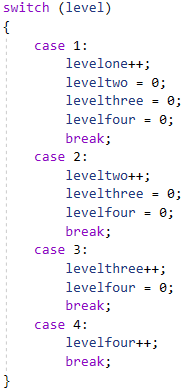 switch (level)
{
    case 1:
        levelone++;
        leveltwo = 0;
        levelthree = 0;
        levelfour = 0;
        break;
    case 2:
        leveltwo++;
        levelthree = 0;
        levelfour = 0;
        break;
    case 3:
        levelthree++;
        levelfour = 0;
        break;
    case 4:
        levelfour++;
        break;
}